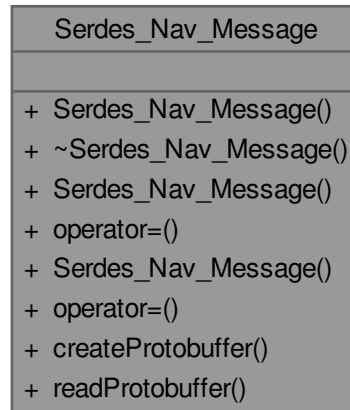 Serdes_Nav_Message
+ Serdes_Nav_Message()
+ ~Serdes_Nav_Message()
+ Serdes_Nav_Message()
+ operator=()
+ Serdes_Nav_Message()
+ operator=()
+ createProtobuffer()
+ readProtobuffer()